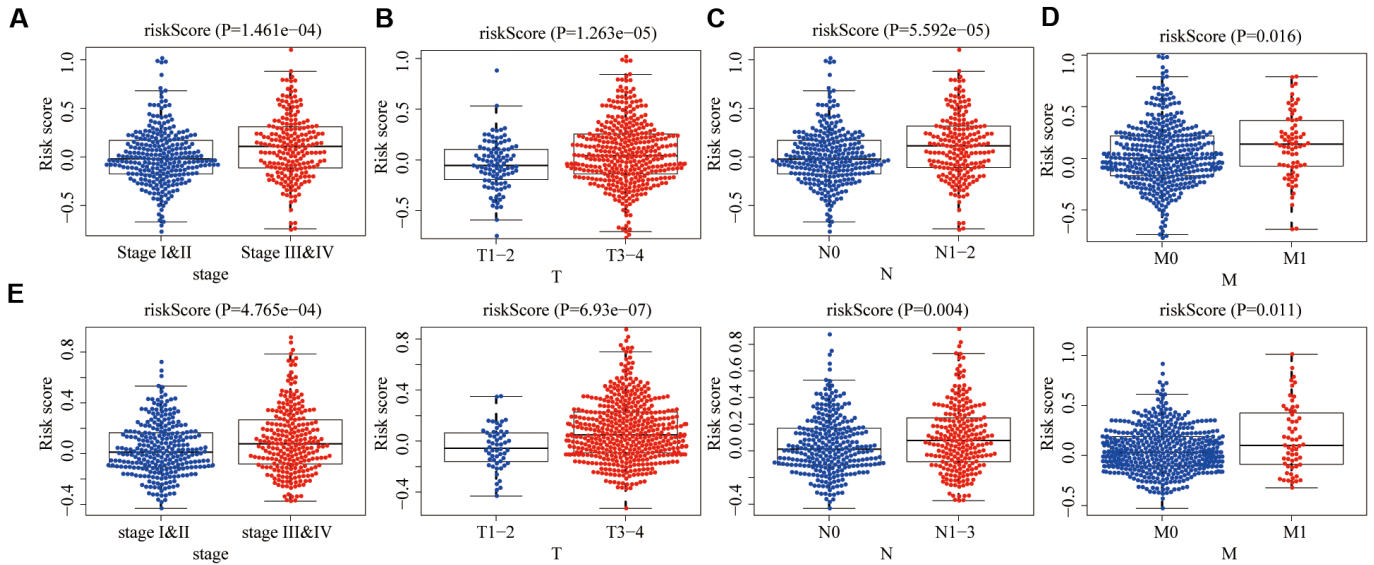 A
riskScore (P=1.461e−04)
Risk score
1.0
0.5
0.0
−0.5
Stage I&II
Stage III&IV
stage
B
riskScore (P=1.263e−05)
Risk score
1.0
0.5
0.0
−0.5
T1−2
T3−4
T
C
riskScore (P=5.592e−05)
Risk score
1.0
0.5
0.0
−0.5
N0
N1−2
N
D
riskScore (P=0.016)
Risk score
1.0
0.5
0.0
−0.5
M0
M1
M
E
riskScore (P=4.765e−04)
Risk score
0.8
0.4
0.0
−0.4
stage I&II
stage III&IV
stage
riskScore (P=6.93e−07)
Risk score
0.8
0.4
0.0
−0.4
T1−2
T3−4
T
riskScore (P=0.004)
Risk score
0.8
0.6
0.4
0.2
0.0
−0.2
−0.4
N0
N1−3
N
riskScore (P=0.011)
Risk score
1.0
0.5
0.0
−0.5
M0
M1
M